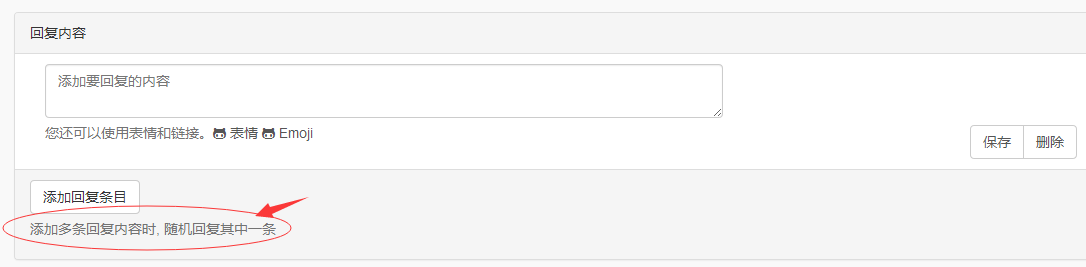 回复内容
添加要回复的内容
您还可以使用表情和链接。 表情 Emoji
保存 删除
添加回复条目
添加多条回复内容时, 随机回复其中一条